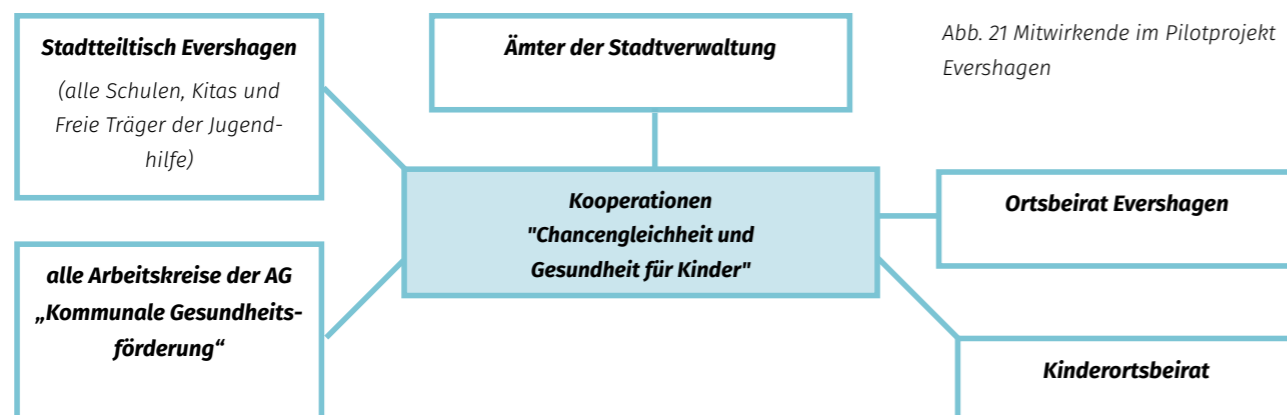 Stadtteiltisch Evershagen
(alle Schulen, Kitas und
Freie Träger der Jugend-
hilfe)
Ämter der Stadtverwaltung
Abb. 21 Mitwirkende im Pilotprojekt
Evershagen
Kooperationen
"Chancengleichheit und
Gesundheit für Kinder"
Ortsbeirat Evershagen
alle Arbeitskreise der AG
„Kommunale Gesundheits-
förderung“
Kinderortsbeirat